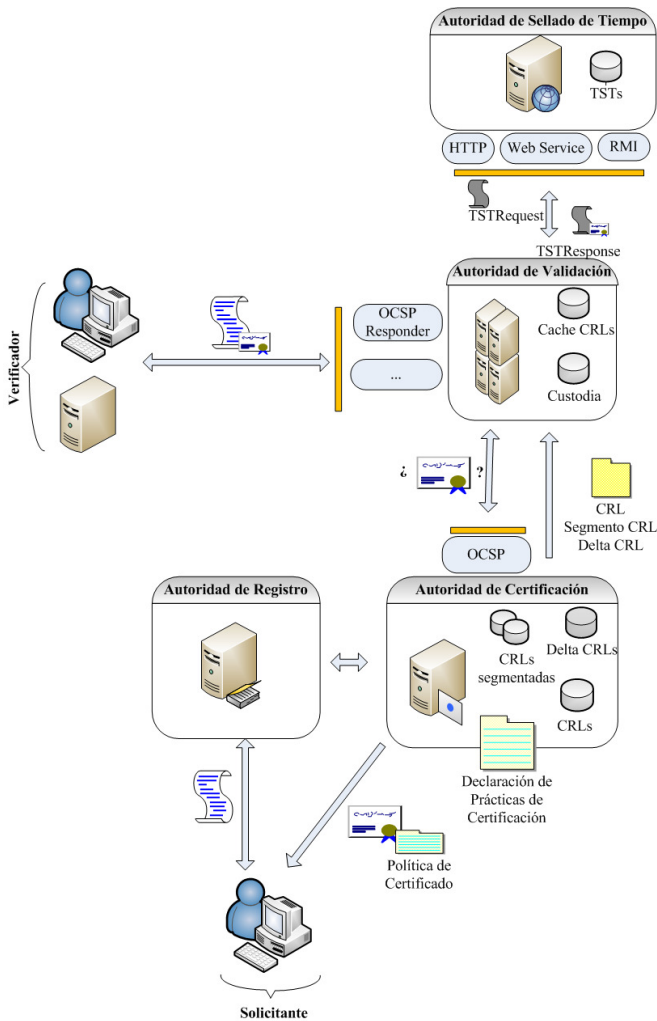 Autoridad de Sellado de Tiempo
TSTs
HTTP
Web Service
RMI
TSTRequest
TSTResponse
Autoridad de Validación
Cache CRLs
Custodia
OCSP
Responder
...
Verificador
¿
?
CRL
Segmento CRL
Delta CRL
OCSP
Autoridad de Registro
Autoridad de Certificación
CRLs
segmentadas
Delta CRLs
CRLs
Declaración de
Prácticas de
Certificación
Política de
Certificado
Solicitante